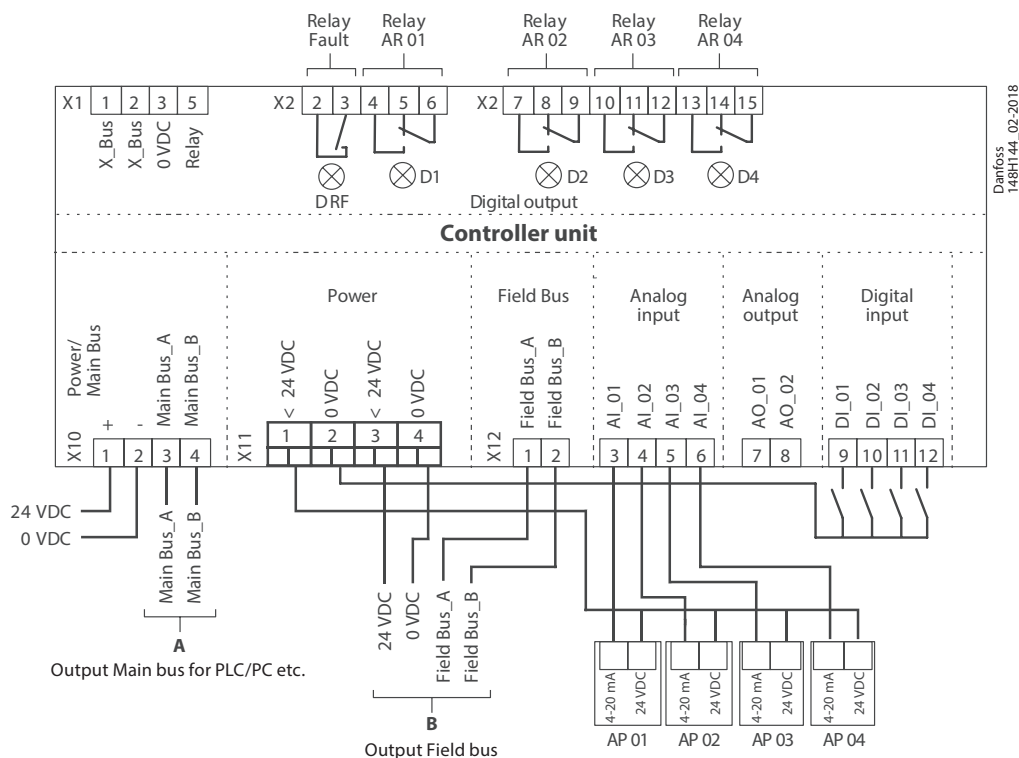 Relay Fault
Relay AR 01
Relay AR 02
Relay AR 03
Relay AR 04
X1 1 2 3 5
X2 2 3 4 5 6
X2 7 8 9 10 11 12 13 14 15
X_Bus
X_Bus
0 VDC
Relay
D RF
D1
D2
D3
D4
Digital output
Danfoss
148H144_02-2018
Controller unit
Power/
Main Bus
Power
Field Bus
Analog
input
Analog
output
Digital
input
+
-
Main Bus_A
Main Bus_B
< 24 VDC
0 VDC
< 24 VDC
0 VDC
Field Bus_A
Field Bus_B
AI_01
AI_02
AI_03
AI_04
AO_01
AO_02
DI_01
DI_02
DI_03
DI_04
X10 1 2 3 4
X11 1 2 3 4
X12 1 2
3 4 5 6
7 8
9 10 11 12
24 VDC
0 VDC
Main Bus_A
Main Bus_B
A
Output Main bus for PLC/PC etc.
24 VDC
0 VDC
Field Bus_A
Field Bus_B
B
Output Field bus
4-20 mA
24 VDC
4-20 mA
24 VDC
4-20 mA
24 VDC
4-20 mA
24 VDC
AP 01
AP 02
AP 03
AP 04